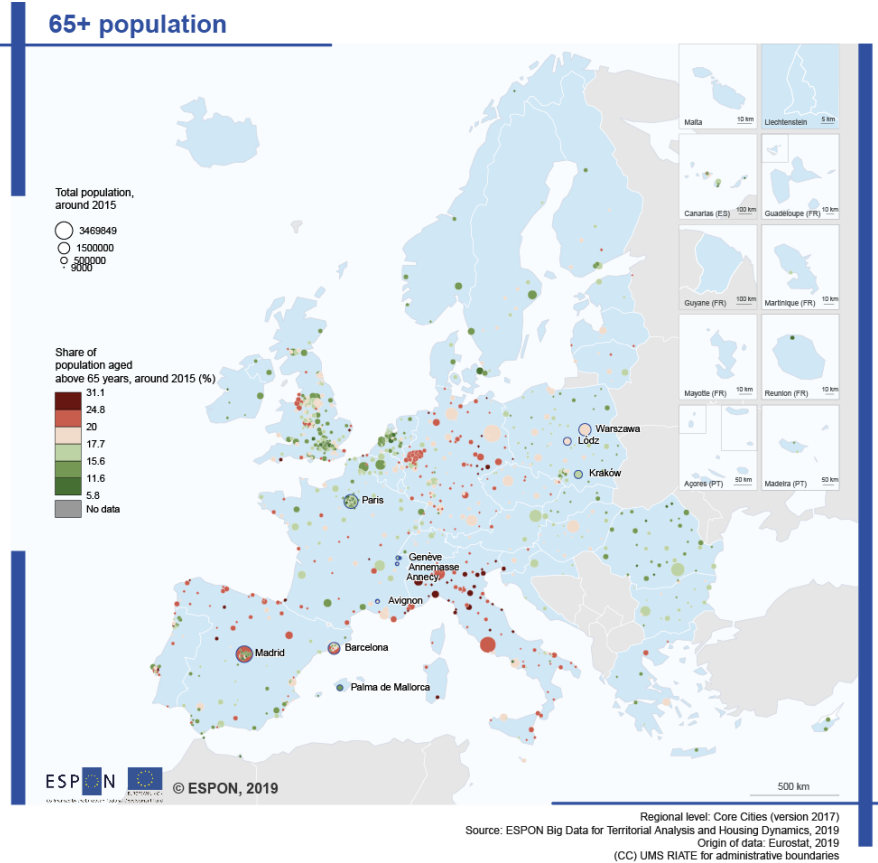 65+ population
Malta
10 km
Liechtenstein
5 km
Canarias (ES)
100 km
Guadeloupe (FR)
10 km
Guyane (FR)
100 km
Martinique (FR)
10 km
Mayotte (FR)
10 km
Reunion (FR)
10 km
Açores (PT)
50 km
Madeira (PT)
50 km
Total population,
around 2015
3469849
1500000
500000
9000
Share of
population aged
above 65 years, around 2015 (%)
31.1
24.8
20
17.7
15.6
11.6
5.8
No data
Warszawa
Lódz
Kraków
Paris
Genève
Annemasse
Annecy
Avignon
Madrid
Barcelona
Palma de Mallorca
ESPON
© ESPON, 2019
500 km
Regional level: Core Cities (version 2017)
Source: ESPON Big Data for Territorial Analysis and Housing Dynamics, 2019
Origin of data: Eurostat, 2019
(CC) UMS RIATE for administrative boundaries